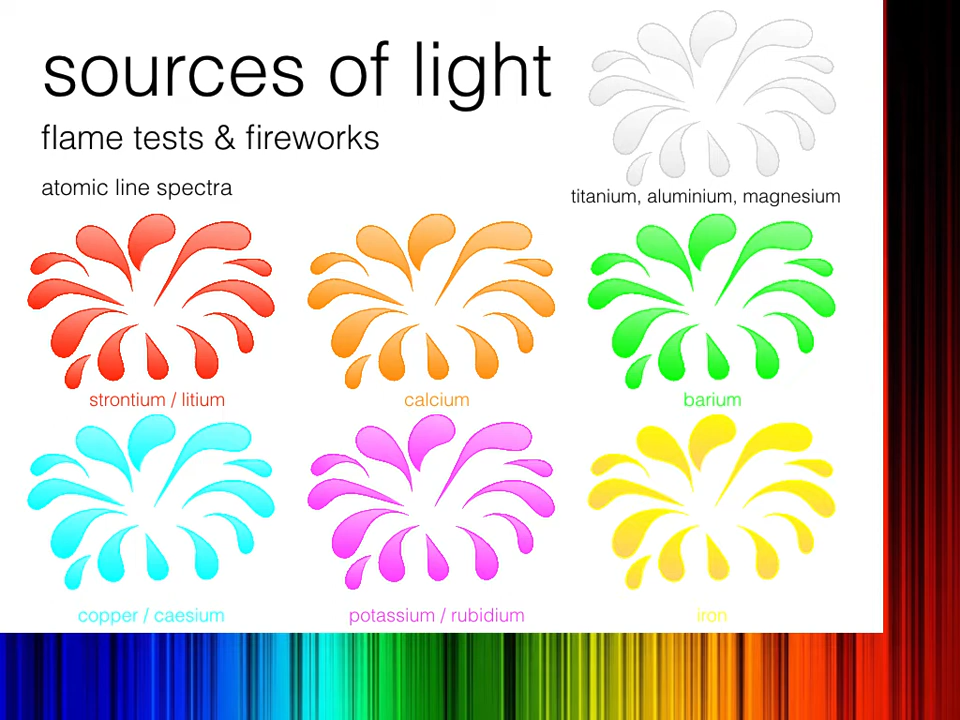 sources of light
flame tests & fireworks
atomic line spectra
titanium, aluminium, magnesium
strontium / litium
calcium
barium
copper / caesium
potassium / rubidium
iron